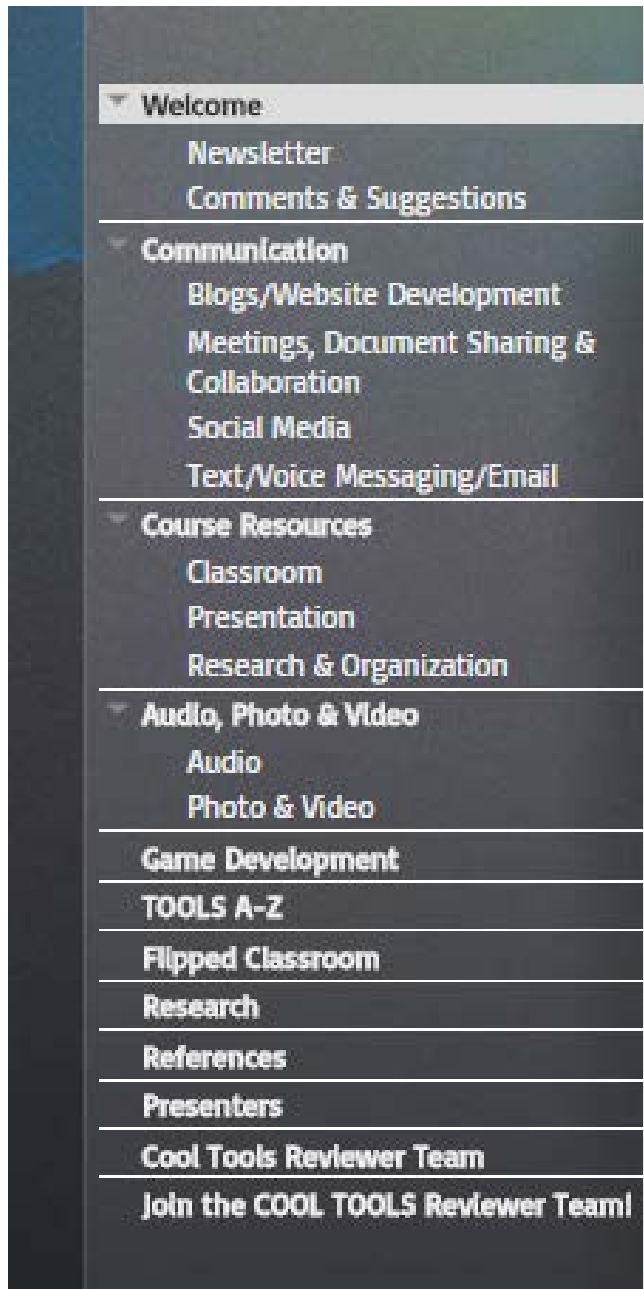 Welcome
Newsletter
Comments & Suggestions
Communication
Blogs/Website Development
Meetings, Document Sharing &
Collaboration
Social Media
Text/Voice Messaging/Email
Course Resources
Classroom
Presentation
Research & Organization
Audio, Photo & Video
Audio
Photo & Video
Game Development
TOOLS A-Z
Flipped Classroom
Research
References
Presenters
Cool Tools Reviewer Team
Join the COOL TOOLS Reviewer Team!